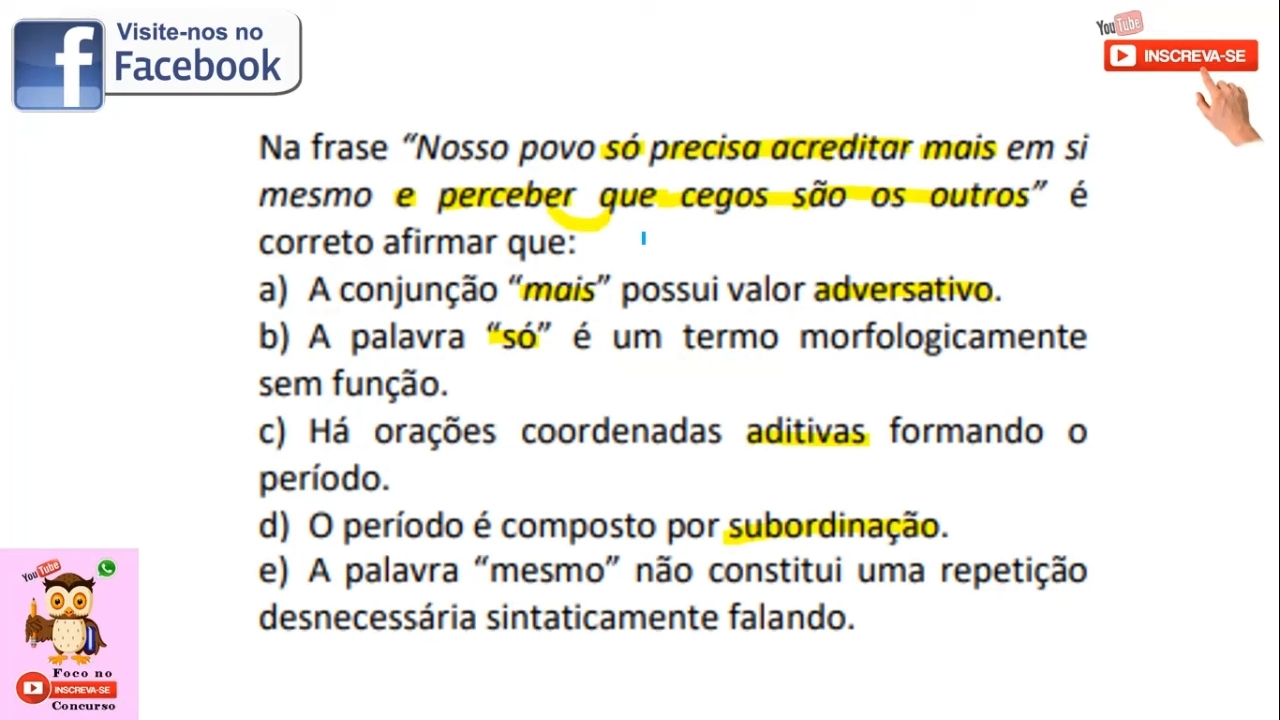 Visite-nos no
Facebook
YouTube
INSCREVA-SE
Na frase “Nosso povo só precisa acreditar mais em si
mesmo e perceber que cegos são os outros” é
correto afirmar que:
a) A conjunção “mais” possui valor adversativo.
b) A palavra “só” é um termo morfologicamente
sem função.
c) Há orações coordenadas aditivas formando o
período.
d) O período é composto por subordinação.
e) A palavra “mesmo” não constitui uma repetição
desnecessária sintaticamente falando.
YouTube
Foco no
INSCREVA-SE
Concurso